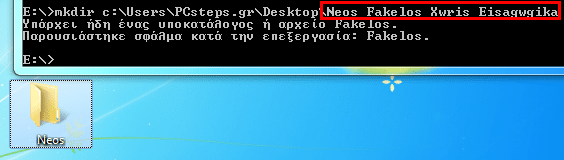 E:\>mkdir c:\Users\PCsteps.gr\Desktop\Neos Fakelos Xwris Eisagwgika
Υπάρχει ήδη ένας υποκατάλογος ή αρχείο Fakelos.
Παρουσιάστηκε σφάλμα κατά την επεξεργασία: Fakelos.
E:\>
Neos